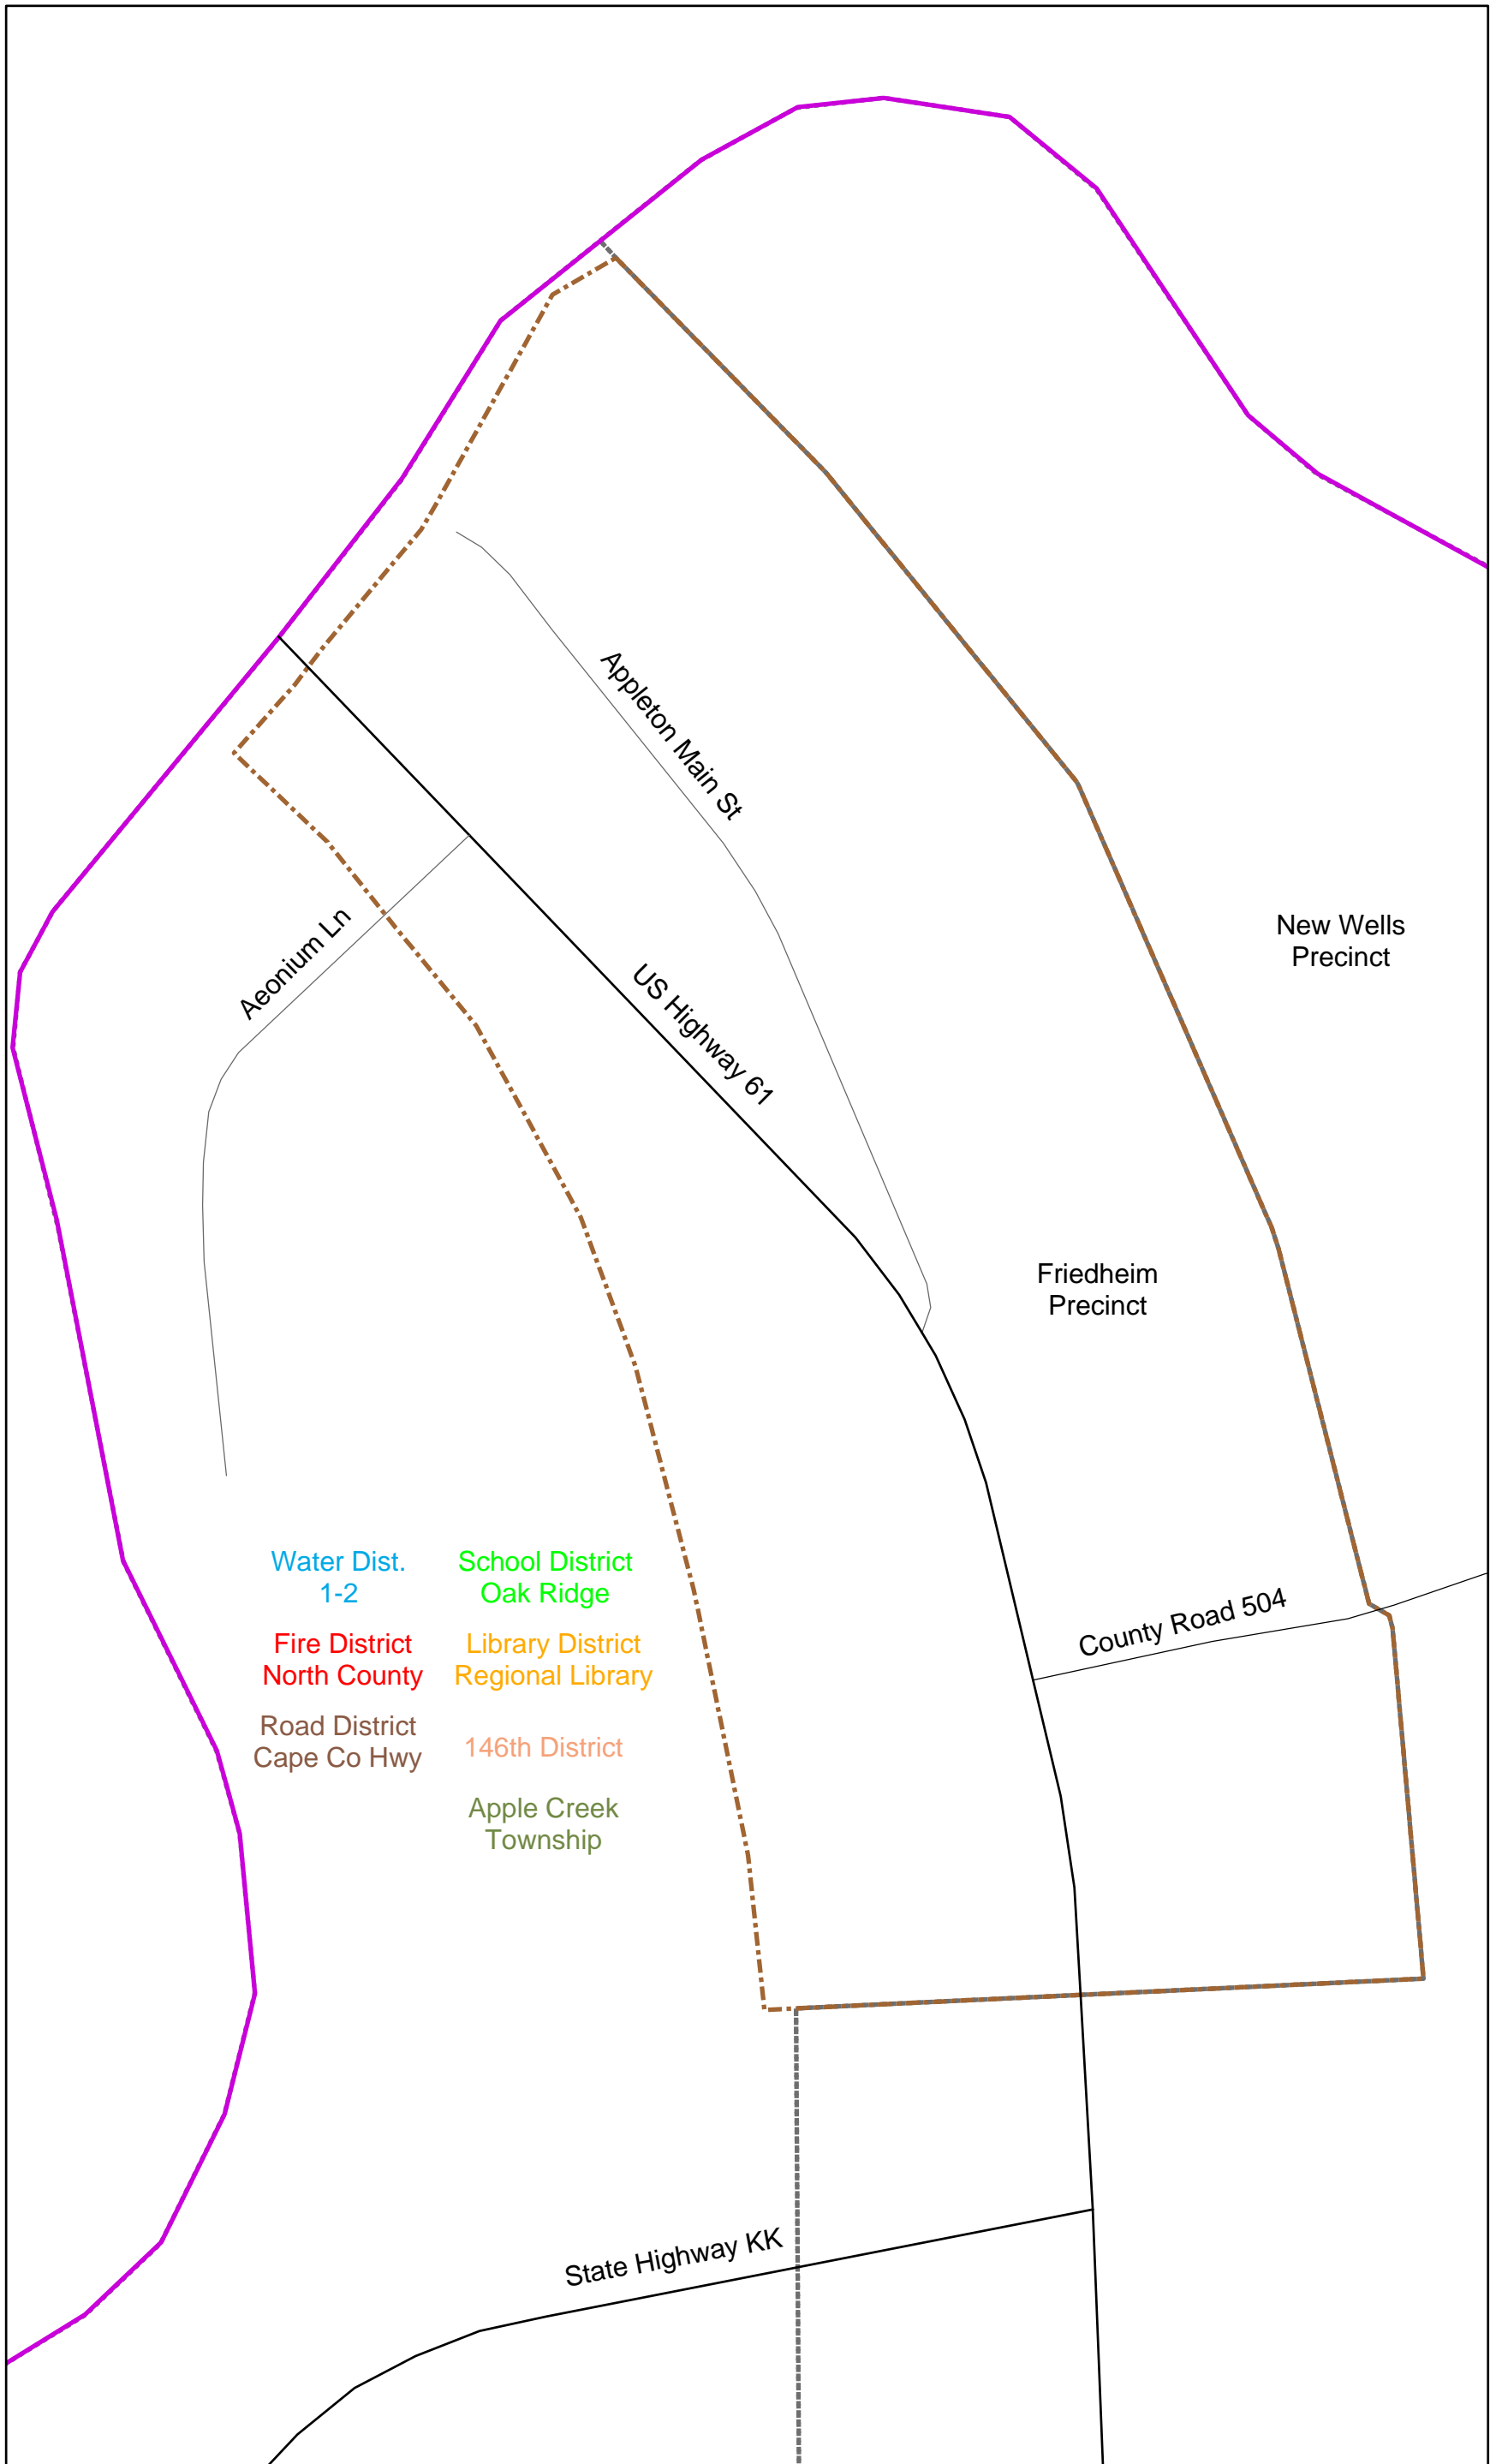 Appleton Main St
Aeonium Ln
US Highway 61
New Wells
Precinct
Friedheim
Precinct
County Road 504
Water Dist.
1-2
School District
Oak Ridge
Fire District
North County
Library District
Regional Library
Road District
Cape Co Hwy
146th District
Apple Creek
Township
State Highway KK